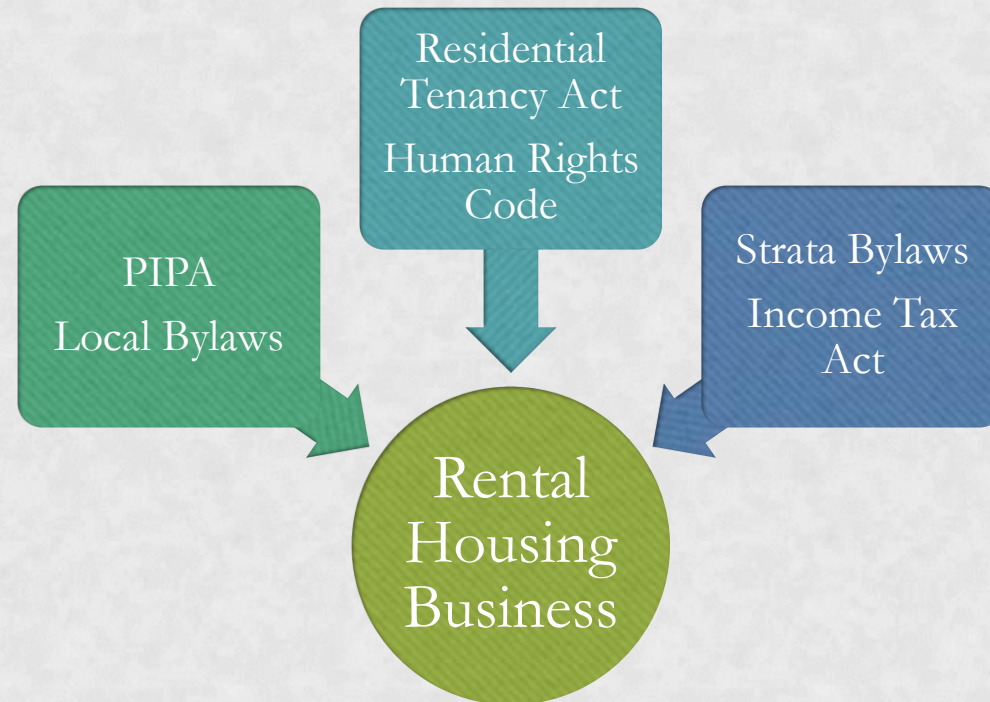 Residential
Tenancy Act
Human Rights
Code
PIPA
Local Bylaws
Strata Bylaws
Income Tax
Act
Rental
Housing
Business